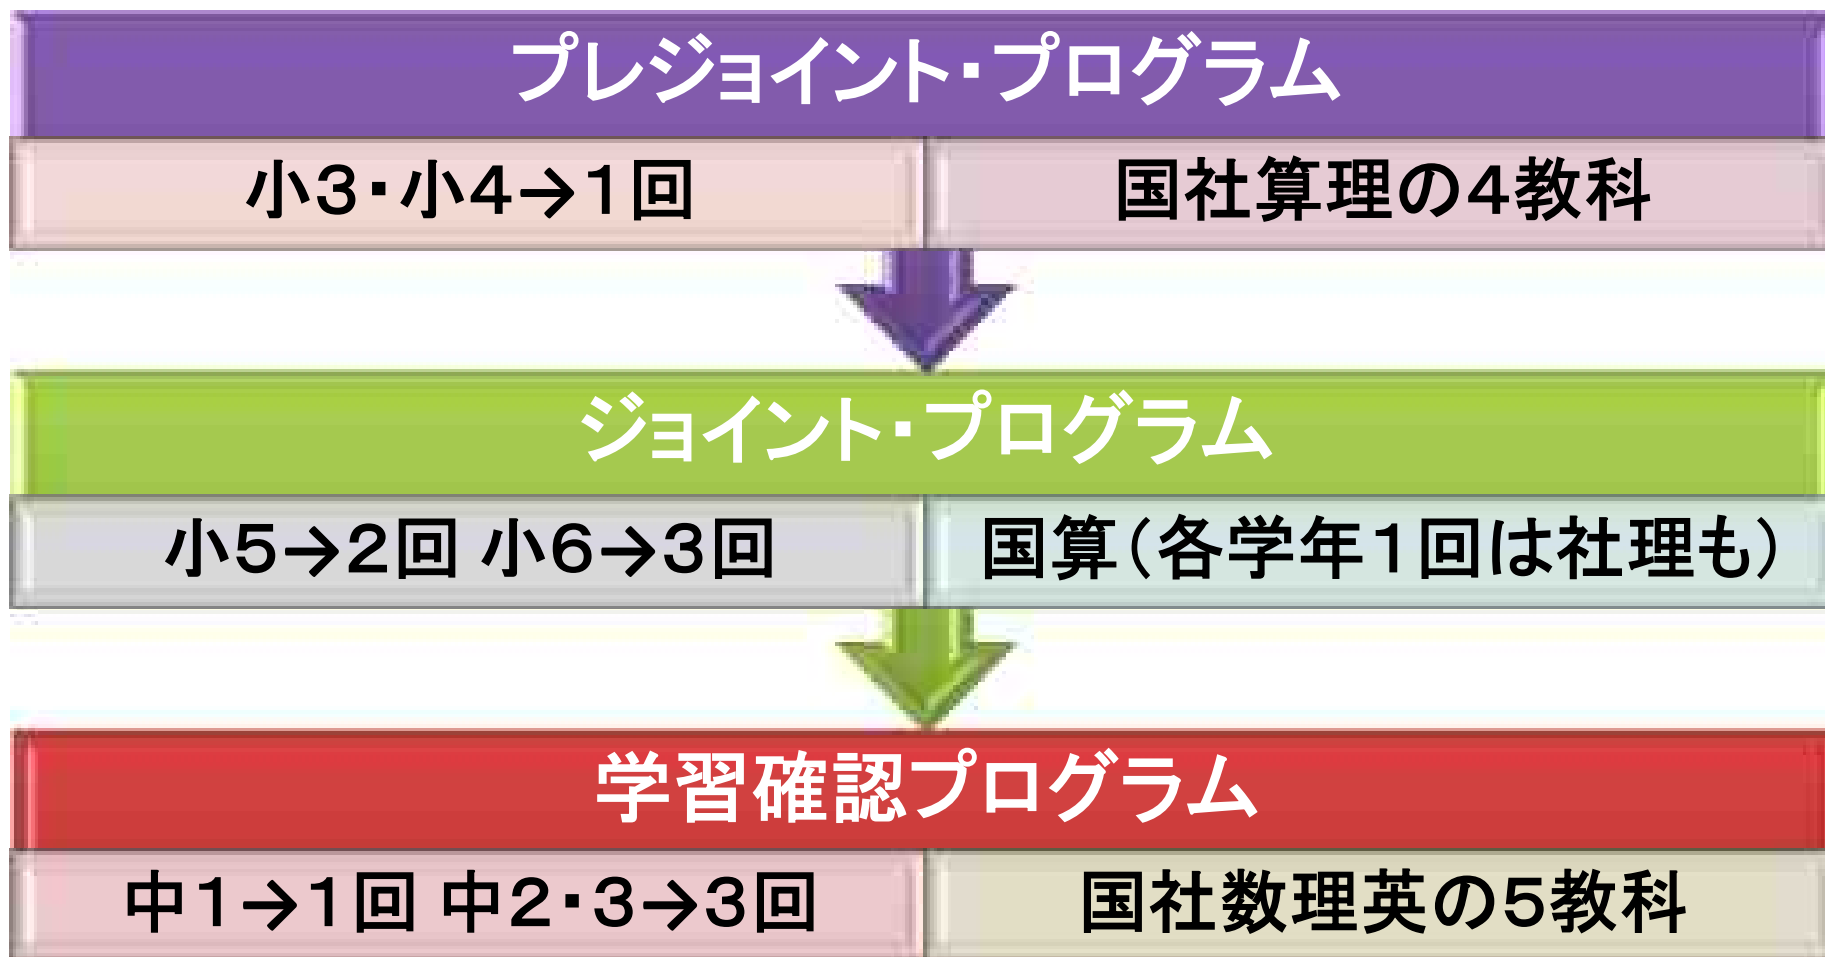 プレジョイント・プログラム
小３・小４→１回
国社算理の４教科
ジョイント・プログラム
小５→２回 小６→３回
国算（各学年１回は社理も）
学習確認プログラム
中１→１回 中２・３→３回
国社数理英の５教科